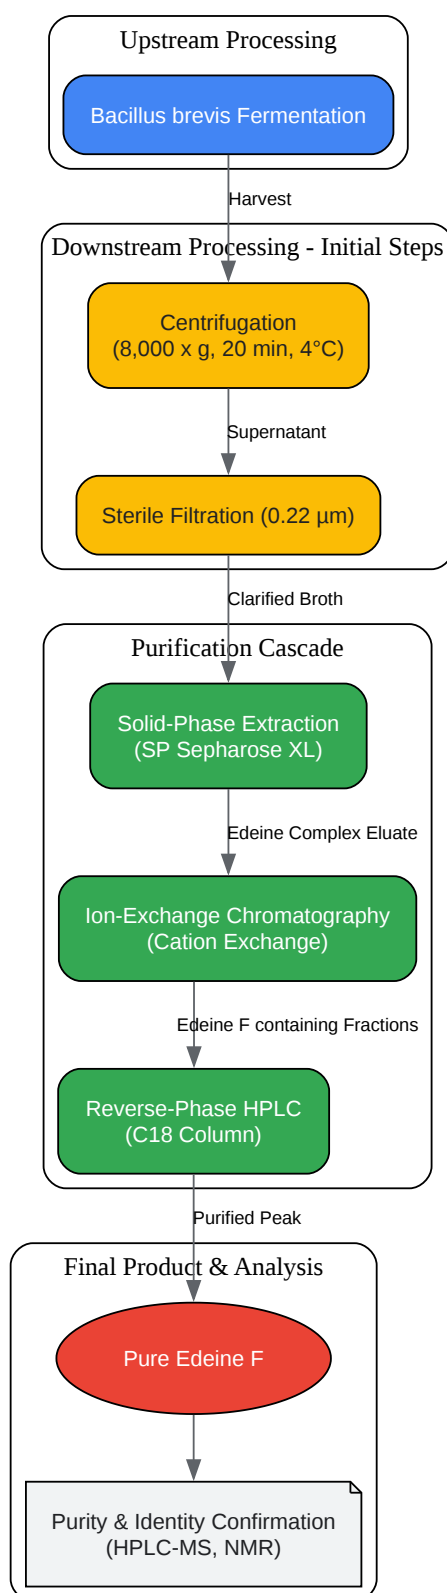 Upstream Processing
Bacillus brevis Fermentation
Harvest
Downstream Processing - Initial Steps
Centrifugation
(8,000 x g, 20 min, 4°C)
Supernatant
Sterile Filtration (0.22 µm)
Clarified Broth
Purification Cascade
Solid-Phase Extraction
(SP Sepharose XL)
Edeine Complex Eluate
Ion-Exchange Chromatography
(Cation Exchange)
Edeine F containing Fractions
Reverse-Phase HPLC
(C18 Column)
Purified Peak
Final Product & Analysis
Pure Edeine F
Purity & Identity Confirmation
(HPLC-MS, NMR)